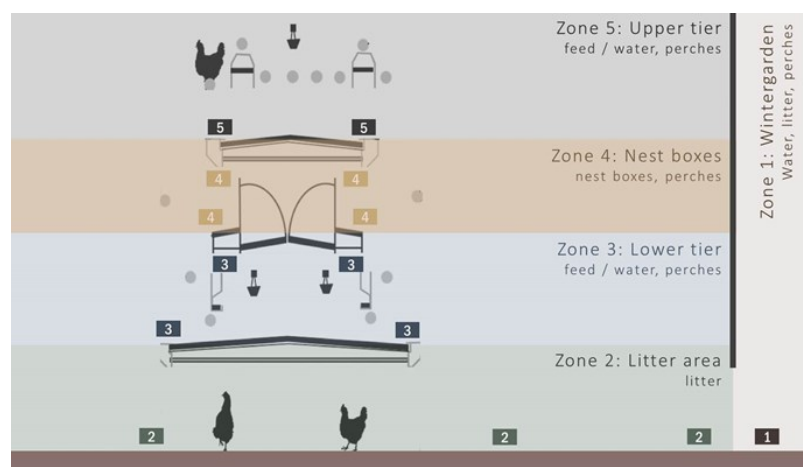 Zone 5: Upper tier
feed / water, perches
5 5
Zone 4: Nest boxes
nest boxes, perches
4 4
4 4
Zone 3: Lower tier
feed / water, perches
3 3
3 3
Zone 2: Litter area
litter
2 2 2
Zone 1: Wintergarden
Water, litter, perches
1